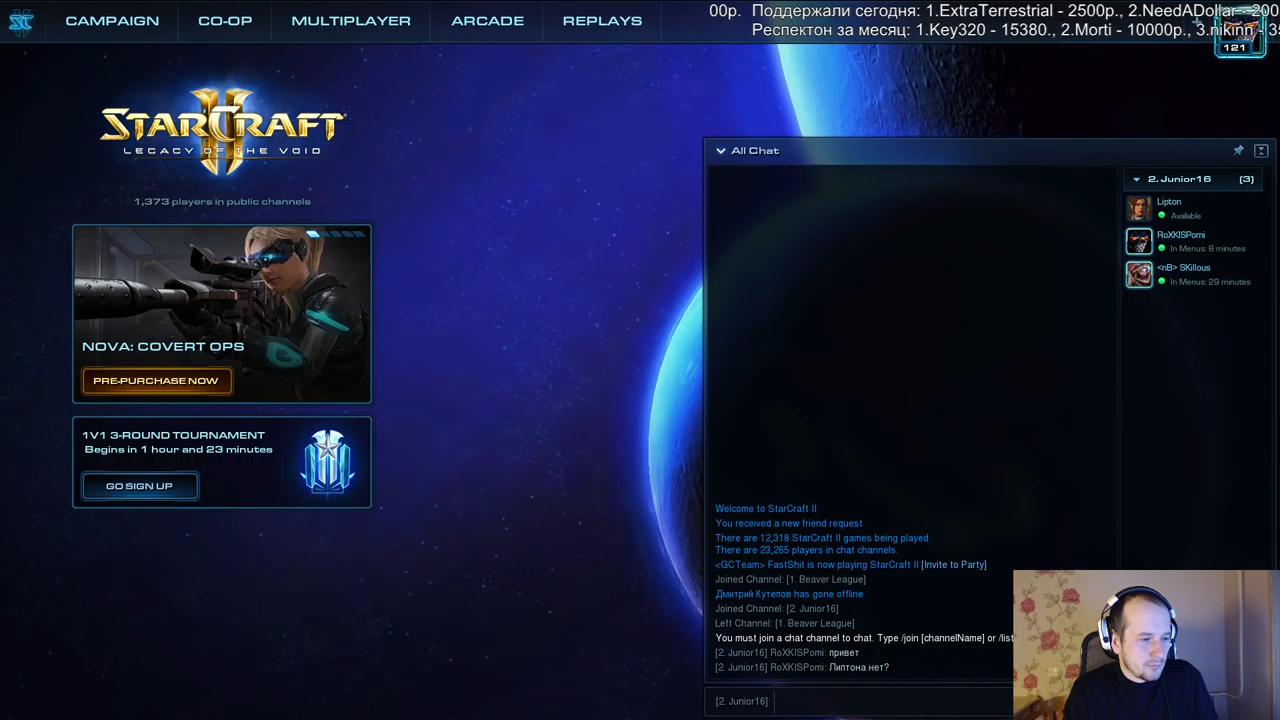 CAMPAIGN
CO-OP
MULTIPLAYER
ARCADE
REPLAYS
00р. Поддержали сегодня: 1.ExtraTerrestrial - 2500р., 2.NeedADollar - 200
Респектон за месяц: 1.Key320 - 15380., 2.Morti - 10000р., 3.nikinn - 35
121
STARCRAFT
II
LEGACY OF THE VOID
1,373 players in public channels
NOVA: COVERT OPS
PRE-PURCHASE NOW
1V1 3-ROUND TOURNAMENT
Begins in 1 hour and 23 minutes
GO SIGN UP
All Chat
2. Junior16 (3)
Lipton
Available
RoXKISPomi
In Menus: 8 minutes
<nB> SKillous
In Menus: 29 minutes
Welcome to StarCraft II
You received a new friend request
There are 12,318 StarCraft II games being played.
There are 23,265 players in chat channels.
<GCTeam> FastShit is now playing StarCraft II [Invite to Party]
Joined Channel: [1. Beaver League]
Дмитрий Кутепов has gone offline
Joined Channel: [2. Junior16]
Left Channel: [1. Beaver League]
You must join a chat channel to chat. Type /join [channelName] or /list
[2. Junior16] RoXKISPomi: привет
[2. Junior16] RoXKISPomi: Липтона нет?
[2. Junior16]: